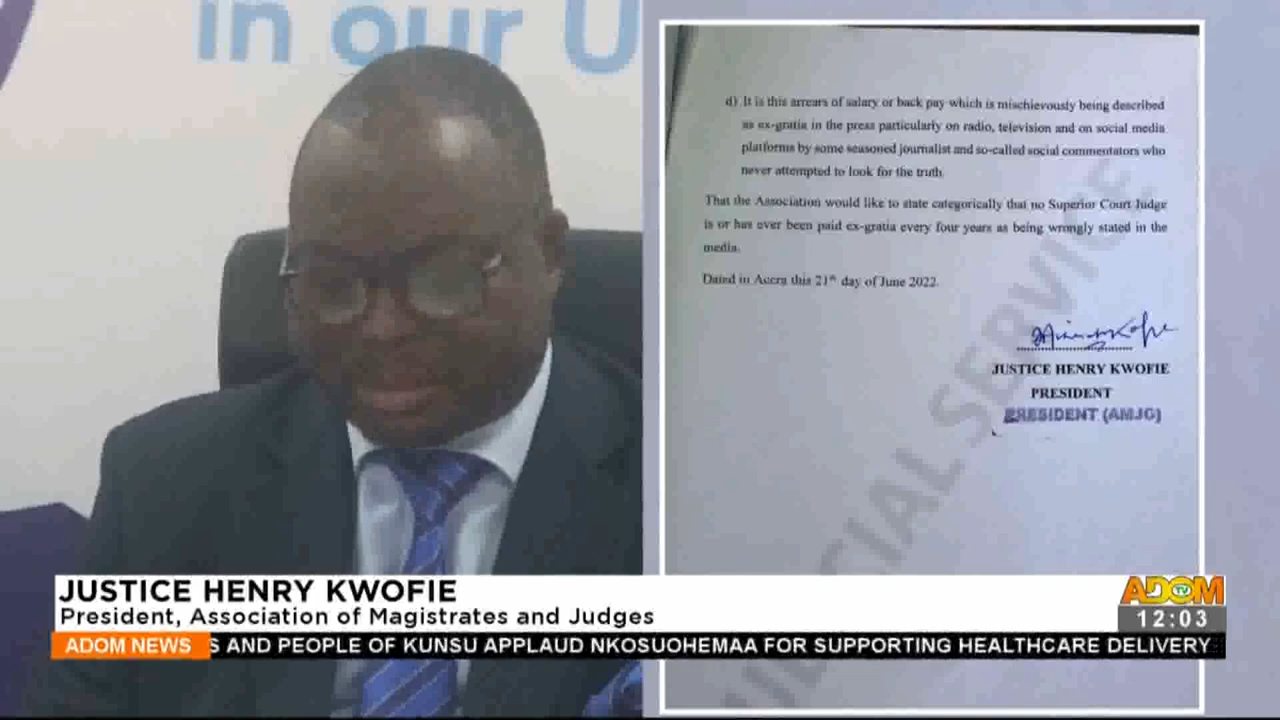 in our U
d) It is this arrears of salary or back pay which is mischievously being described
as ex-gratia in the press particularly on radio, television and on social media
platforms by some seasoned journalist and so-called social commentators who
never attempted to look for the truth.
That the Association would like to state categorically that no Superior Court Judge
is or has ever been paid ex-gratia every four years as being wrongly stated in the
media.
Dated in Accra this 21st day of June 2022.
JUSTICE HENRY KWOFIE
PRESIDENT
PRESIDENT (AMJG)
CIAL SERVICE
JUSTICE HENRY KWOFIE
President, Association of Magistrates and Judges
ADOM TV
12:03
ADOM NEWS S AND PEOPLE OF KUNSU APPLAUD NKOSUOHEMAA FOR SUPPORTING HEALTHCARE DELIVERY